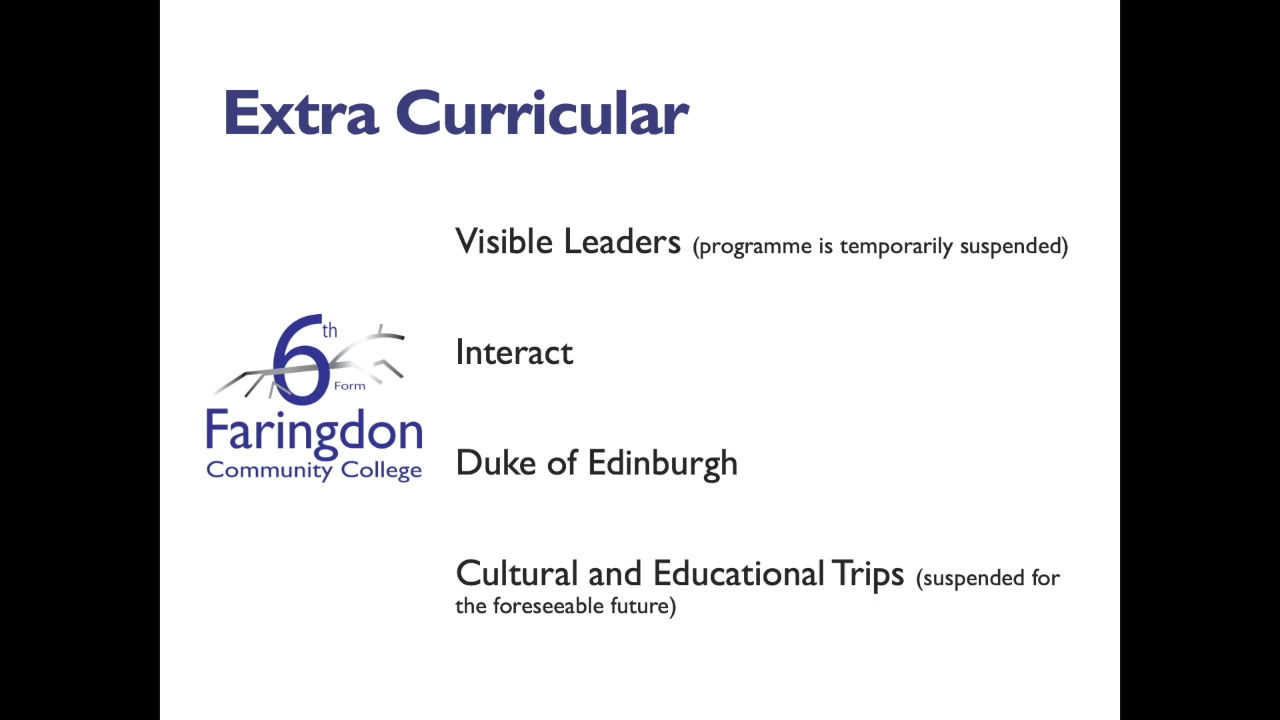 Extra Curricular
Visible Leaders (programme is temporarily suspended)
6th
Form
Faringdon
Community College
Interact
Duke of Edinburgh
Cultural and Educational Trips (suspended for
the foreseeable future)